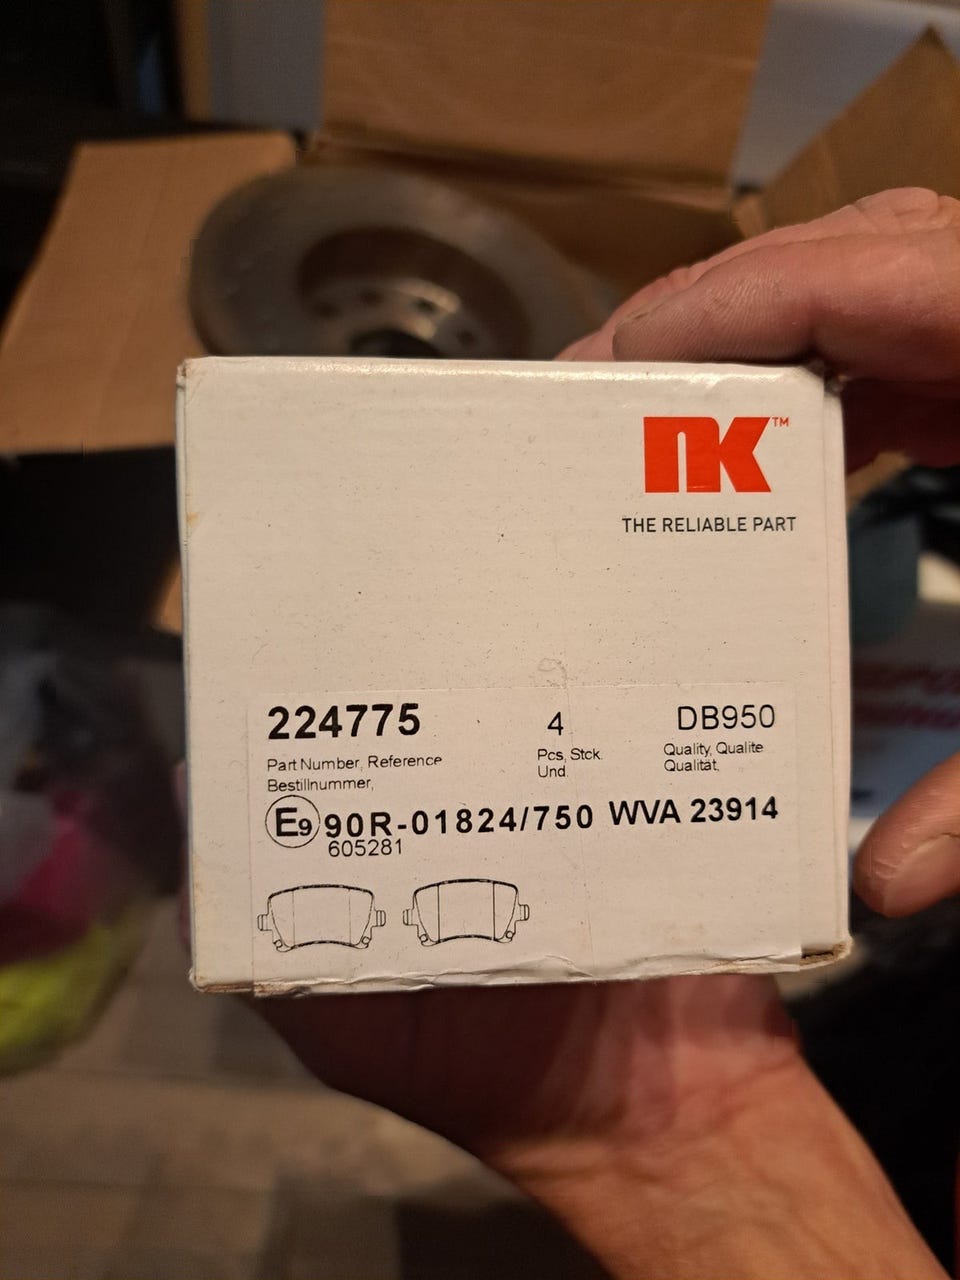 NK™
THE RELIABLE PART
224775
4
DB950
Part Number, Reference
Bestillnummer,
Pcs, Stck.
Und.
Quality, Qualite
Qualität,
E9 90R-01824/750 WVA 23914
605281